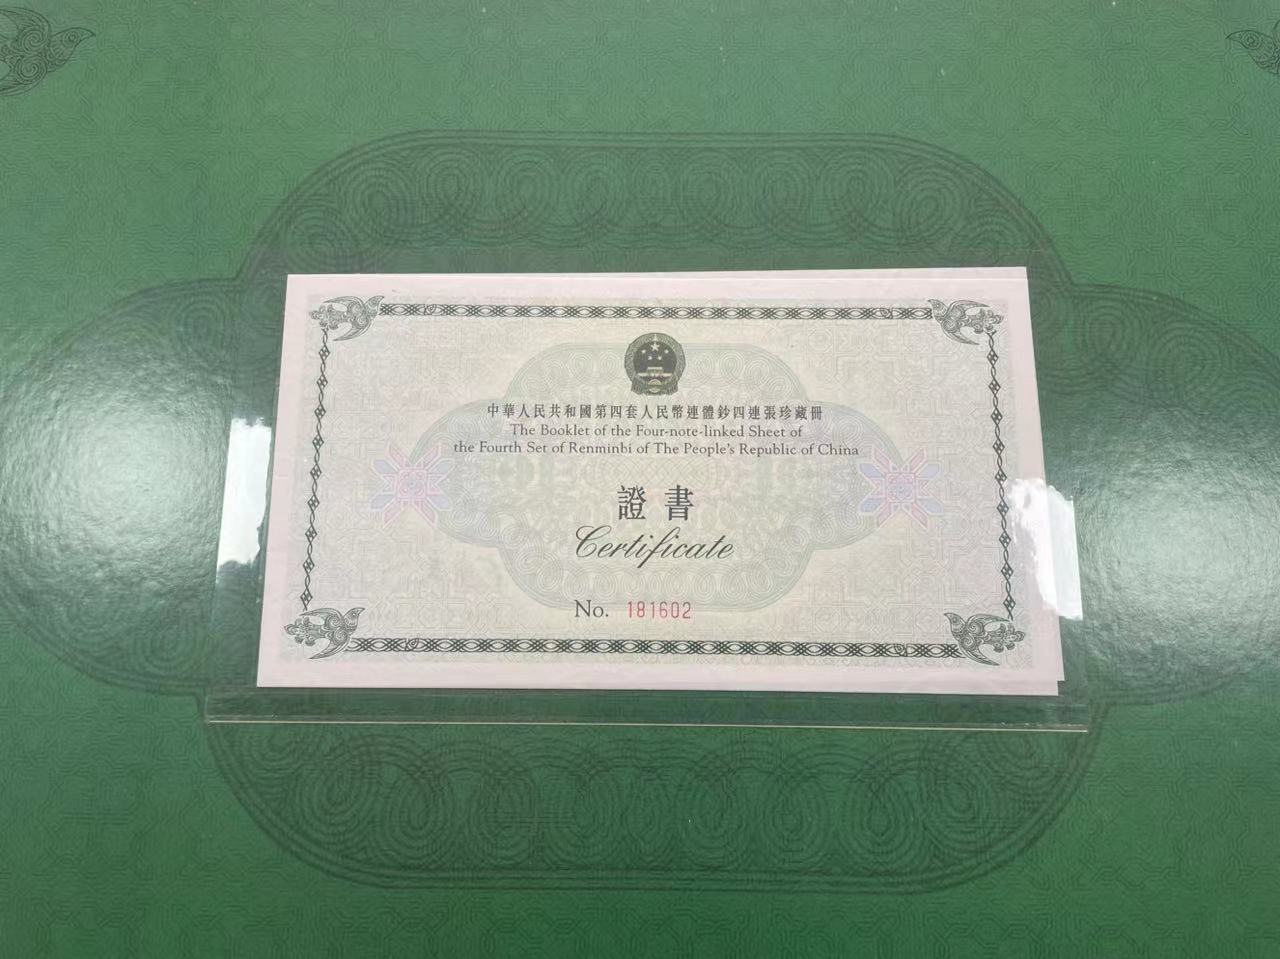 中華人民共和國第四套人民幣連體鈔四連張珍藏冊
The Booklet of the Four-note-linked Sheet of
the Fourth Set of Renminbi of The People's Republic of China
證書
Certificate
No. 181602